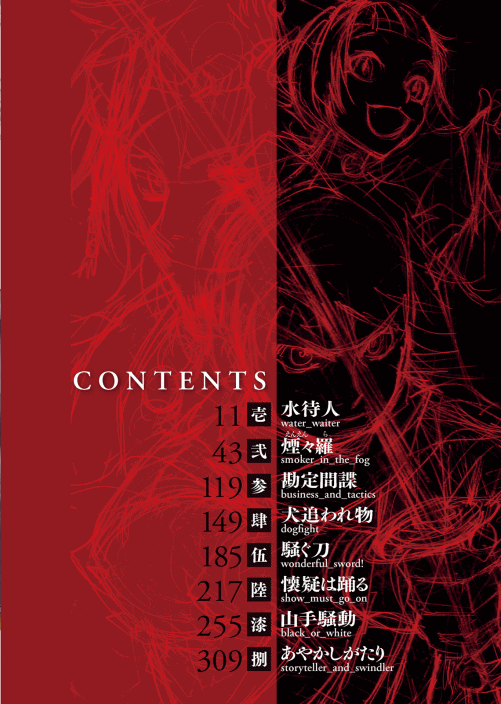 CONTENTS
11 壱 水待人
water_waiter
えんえん ら
43 弐 煙々羅
smoker_in_the_fog
119 参 勘定間諜
business_and_tactics
149 肆 犬追われ物
dogfight
185 伍 騒ぐ刀
wonderful_sword!
217 陸 懐疑は踊る
show_must_go_on
255 漆 山手騒動
black_or_white
309 捌 あやかしがたり
storyteller_and_swindler